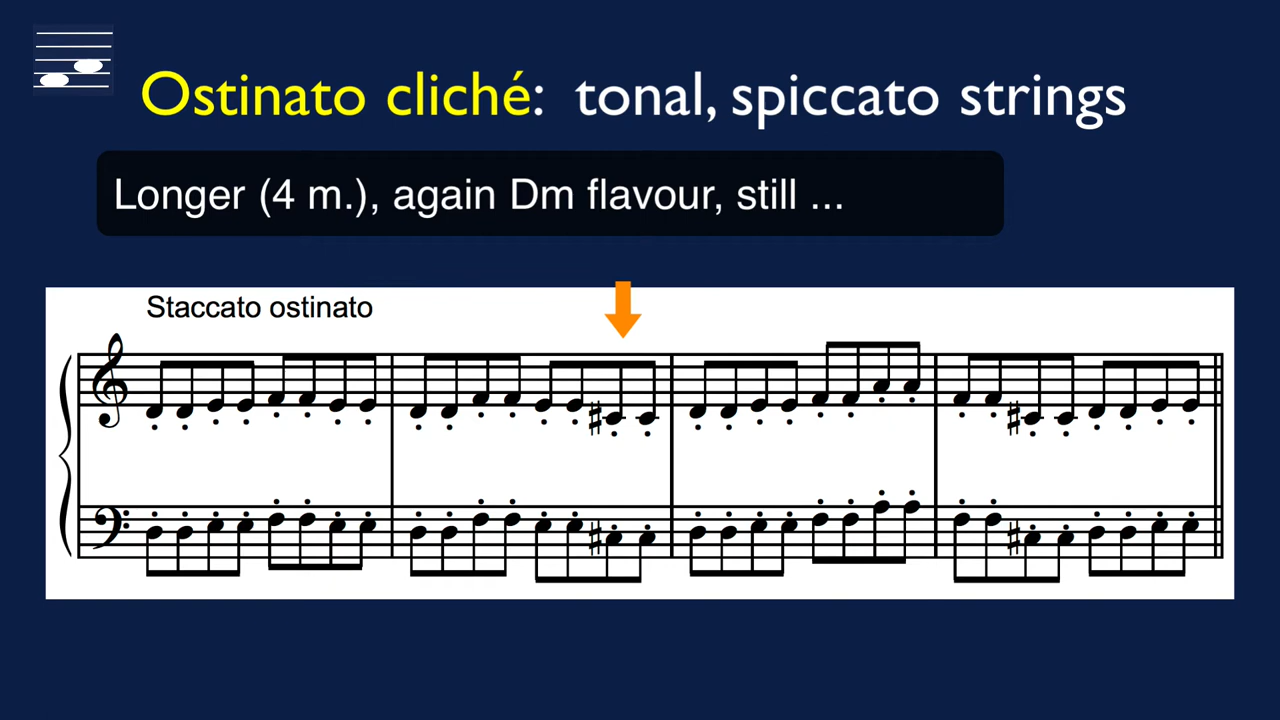 Ostinato cliché: tonal, spiccato strings
Longer (4 m.), again Dm flavour, still ...
Staccato ostinato